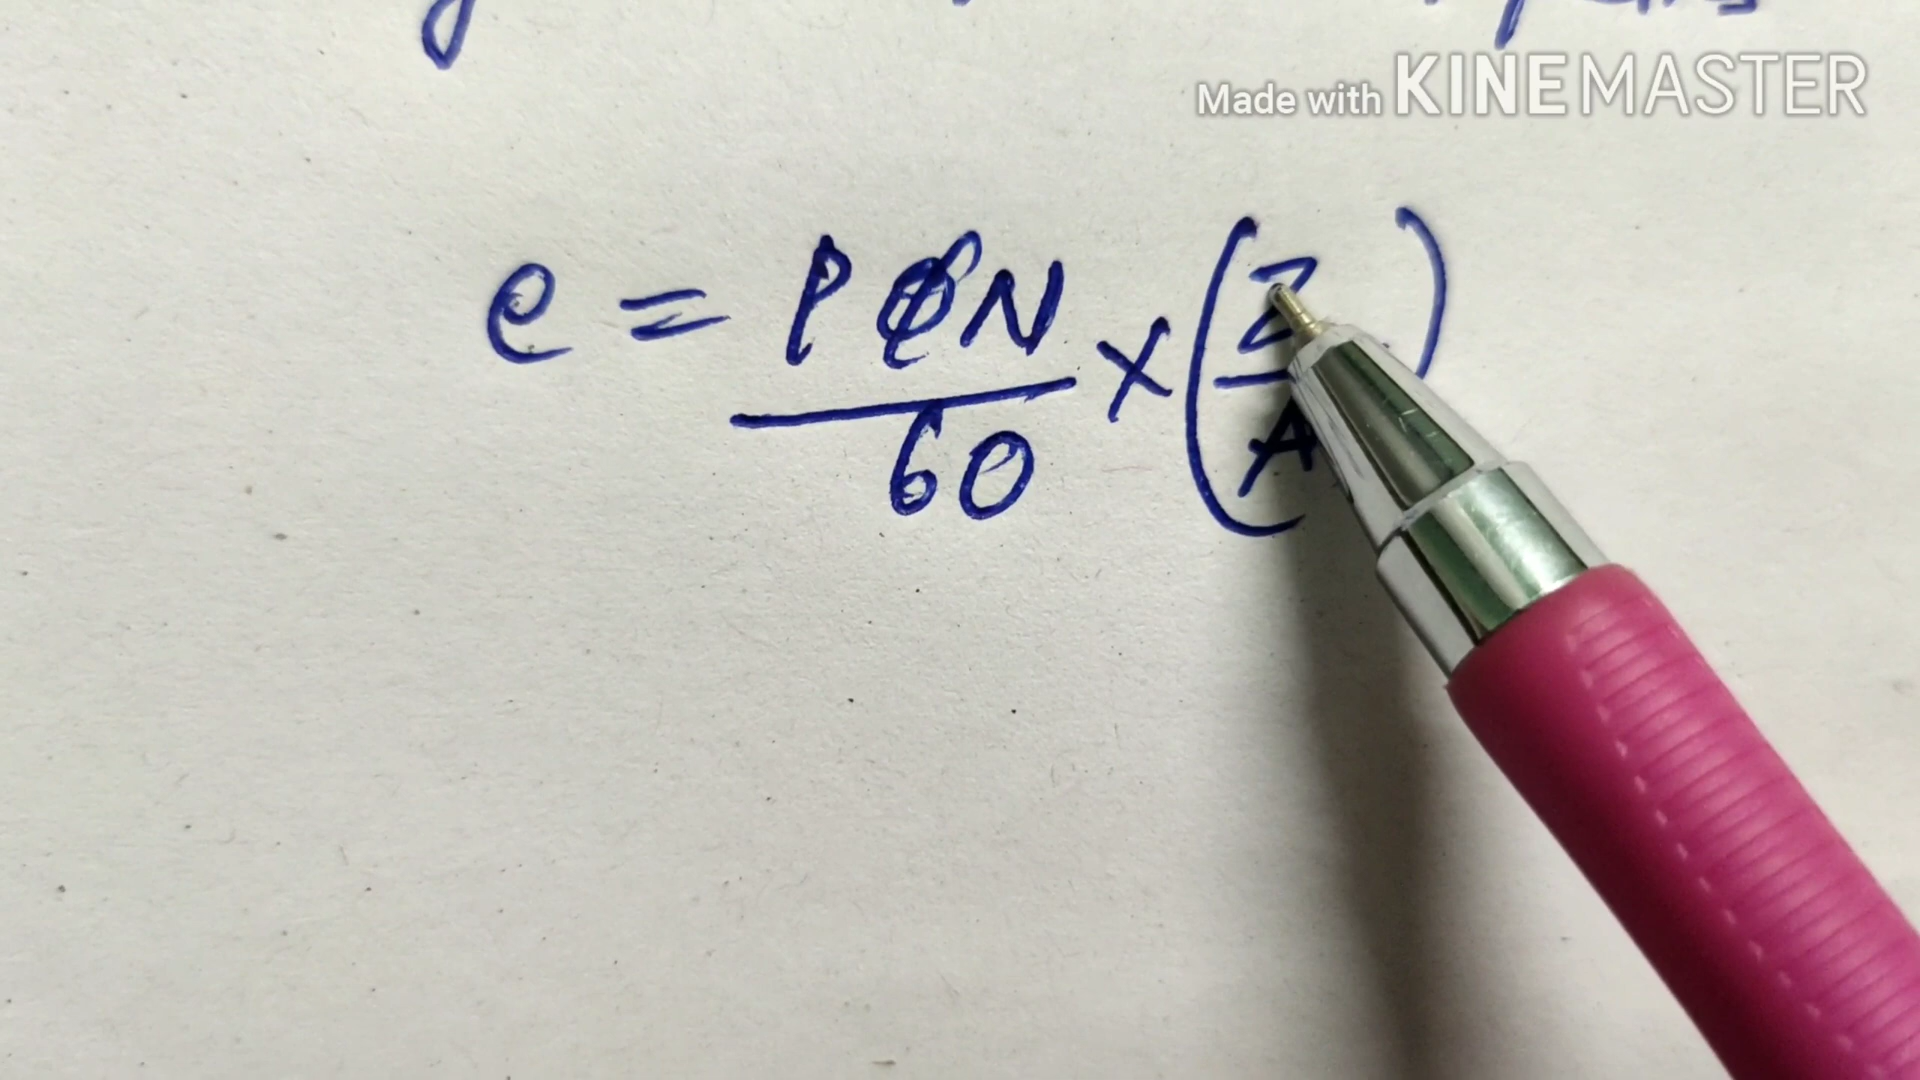 Made with KINEMASTER
e = PΦN / 60 × (Z / A)